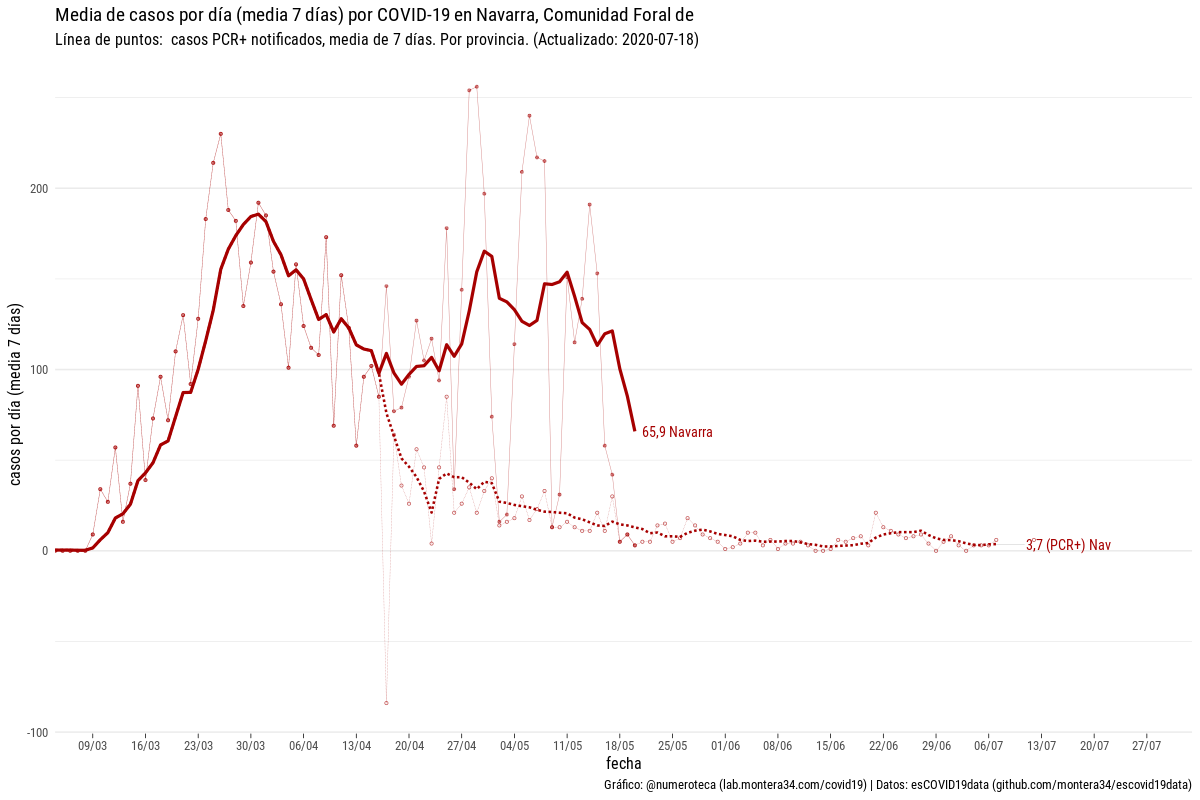 Media de casos por día (media 7 días) por COVID-19 en Navarra, Comunidad Foral de
Línea de puntos:  casos PCR+ notificados, media de 7 días. Por provincia. (Actualizado: 2020-07-18)
casos por día (media 7 días)
200
100
0
-100
65,9 Navarra
3,7 (PCR+) Nav
09/03 16/03 23/03 30/03 06/04 13/04 20/04 27/04 04/05 11/05 18/05 25/05 01/06 08/06 15/06 22/06 29/06 06/07 13/07 20/07 27/07
fecha
Gráfico: @numeroteca (lab.montera34.com/covid19) | Datos: esCOVID19data (github.com/montera34/escovid19data)